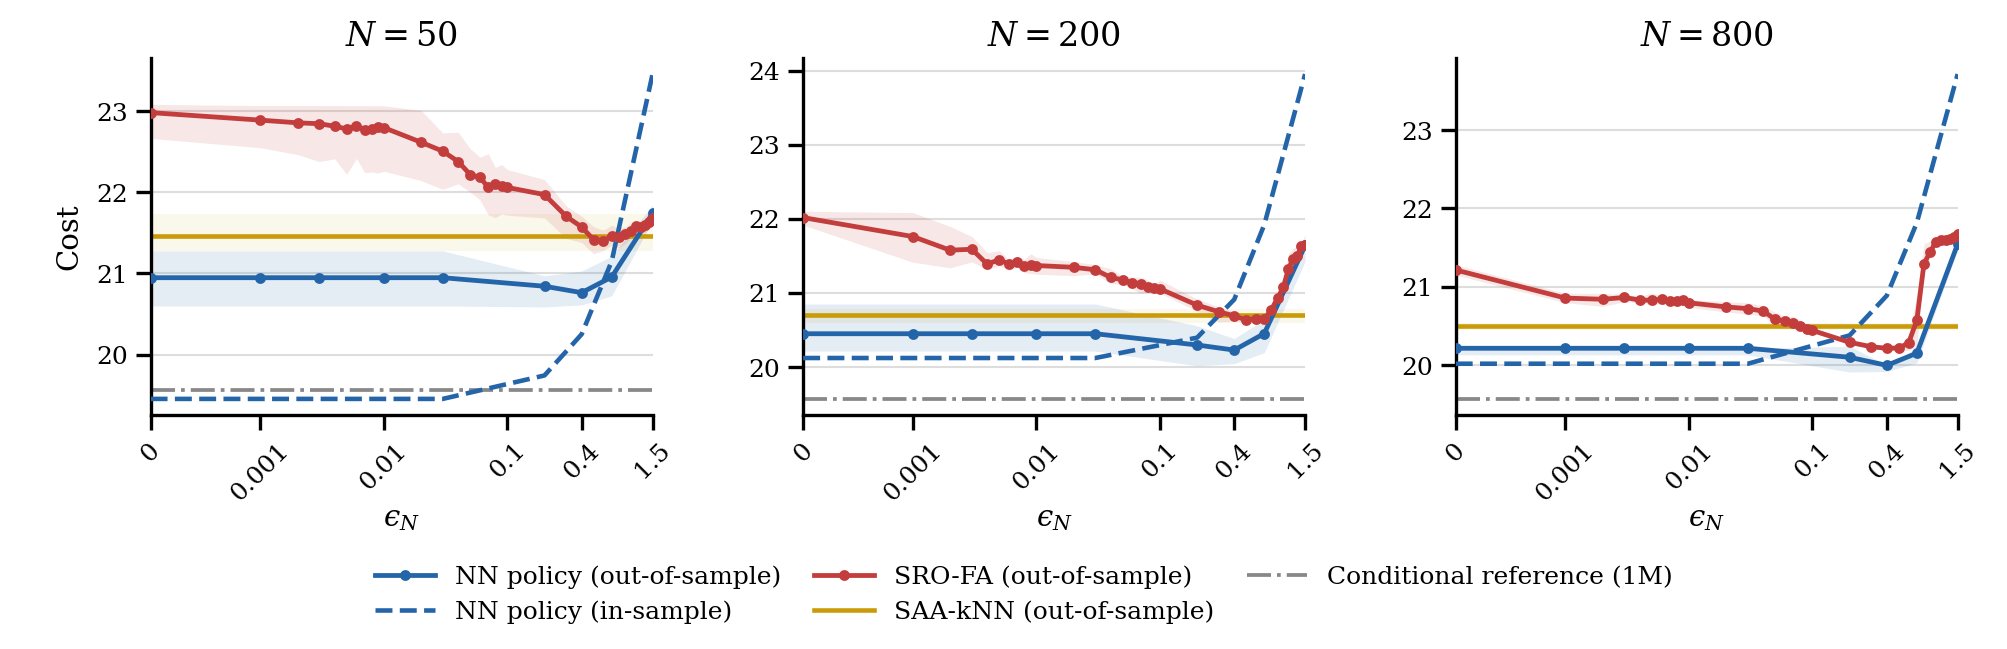 N = 50
N = 200
N = 800
Cost
23
22
21
20
24
23
22
21
20
23
22
21
20
0
0.001
0.01
0.1
0.4
1.5
0
0.001
0.01
0.1
0.4
1.5
0
0.001
0.01
0.1
0.4
1.5
ϵN
ϵN
ϵN
NN policy (out-of-sample)
NN policy (in-sample)
SRO-FA (out-of-sample)
SAA-kNN (out-of-sample)
Conditional reference (1M)